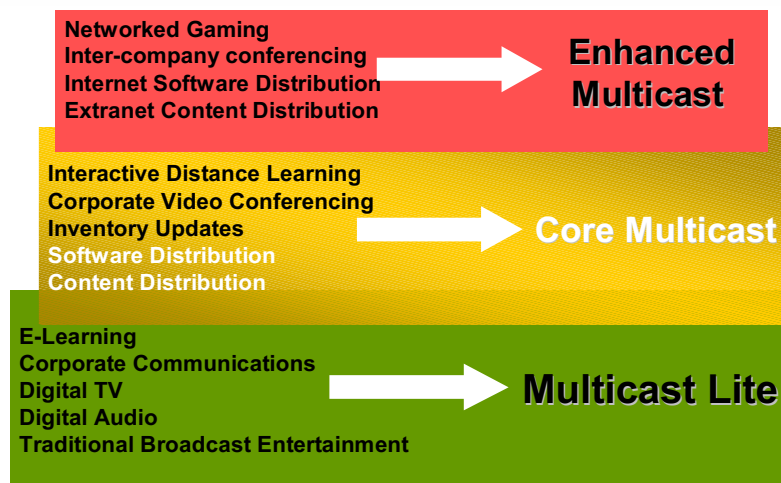 Networked Gaming
Inter-company conferencing
Internet Software Distribution
Extranet Content Distribution
Enhanced
Multicast
Interactive Distance Learning
Corporate Video Conferencing
Inventory Updates
Software Distribution
Content Distribution
Core Multicast
E-Learning
Corporate Communications
Digital TV
Digital Audio
Traditional Broadcast Entertainment
Multicast Lite